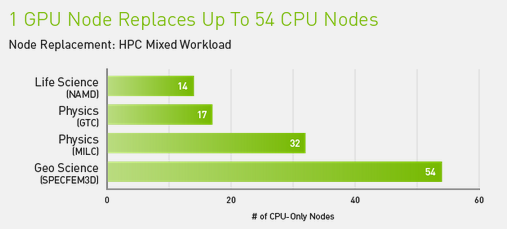 1 GPU Node Replaces Up To 54 CPU Nodes
Node Replacement: HPC Mixed Workload
Life Science
(NAMD)
14
Physics
(GTC)
17
Physics
(MILC)
32
Geo Science
(SPECFEM3D)
54
0 20 40 60
# of CPU-Only Nodes